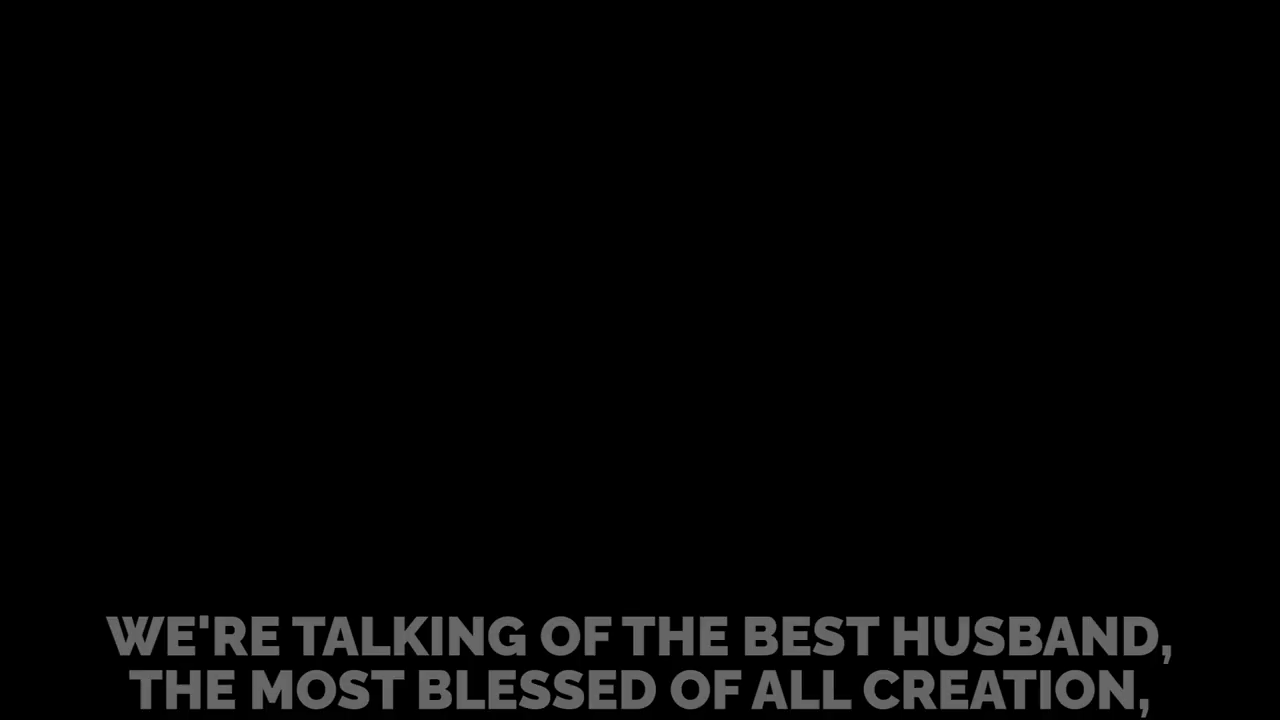 WE'RE TALKING OF THE BEST HUSBAND,
THE MOST BLESSED OF ALL CREATION,